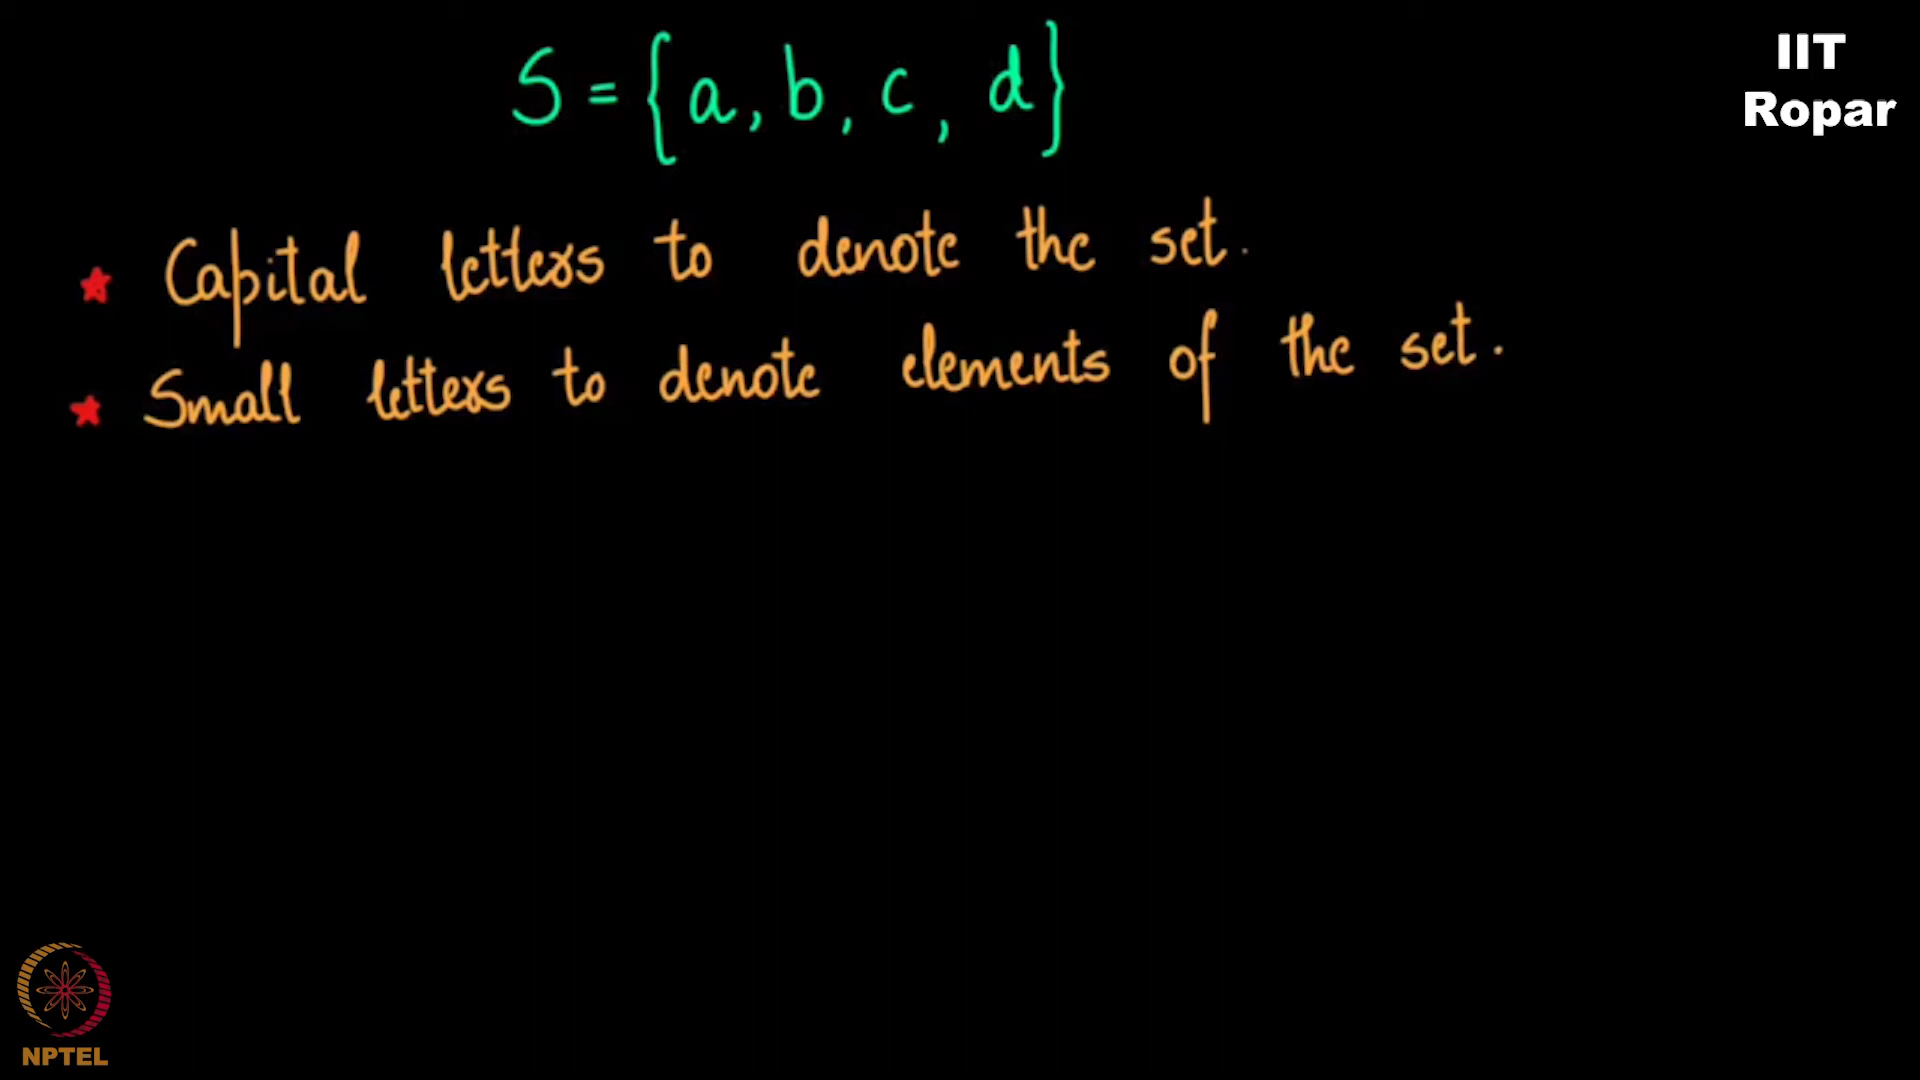 S = {a, b, c, d}
IIT
Ropar
★ Capital letters to denote the set.
★ Small letters to denote elements of the set.
NPTEL